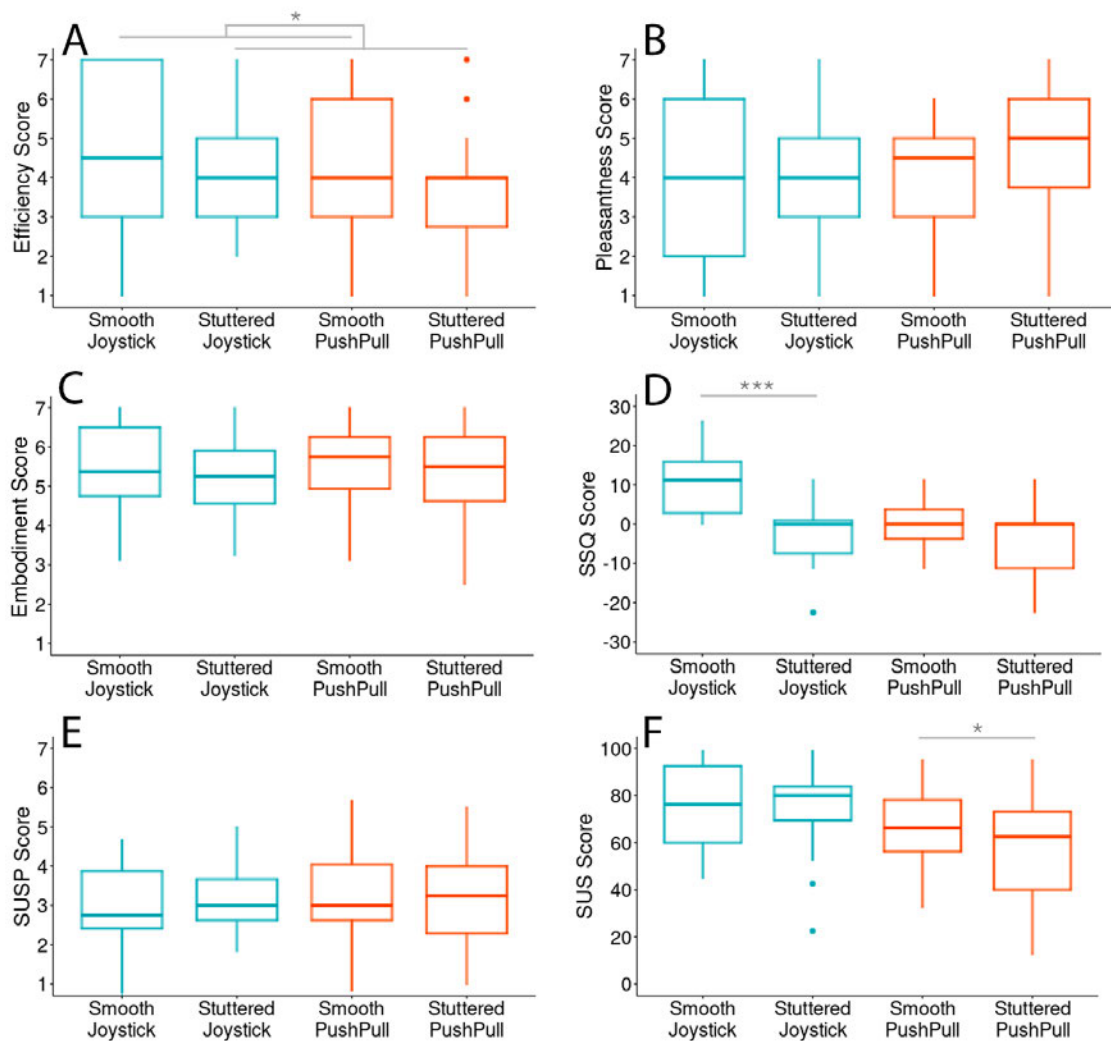 A
*
Efficiency Score
7
6
5
4
3
2
1
Smooth Joystick
Stuttered Joystick
Smooth PushPull
Stuttered PushPull
B
Pleasantness Score
7
6
5
4
3
2
1
Smooth Joystick
Stuttered Joystick
Smooth PushPull
Stuttered PushPull
C
Embodiment Score
7
6
5
4
3
2
1
Smooth Joystick
Stuttered Joystick
Smooth PushPull
Stuttered PushPull
D
***
SSQ Score
30
20
10
0
-10
-20
-30
Smooth Joystick
Stuttered Joystick
Smooth PushPull
Stuttered PushPull
E
SUSP Score
7
6
5
4
3
2
1
Smooth Joystick
Stuttered Joystick
Smooth PushPull
Stuttered PushPull
F
*
SUS Score
100
80
60
40
20
0
Smooth Joystick
Stuttered Joystick
Smooth PushPull
Stuttered PushPull